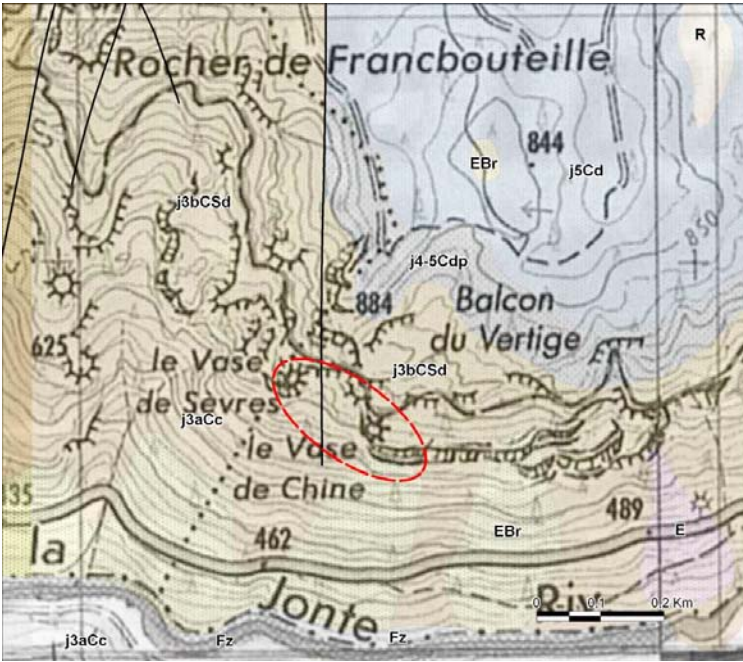 R
Rocher de Francbouteille
844
EBr
j5Cd
j3bCSd
850
j4-5Cdp
884
Balcon
du Vertige
625
le Vase
de Sèvres
j3bCSd
j3aCc
le Vase
de Chine
435
489
462
EBr
E
la
Jonte
Riv
0 0.1 0.2 Km
j3aCc
Fz
Fz